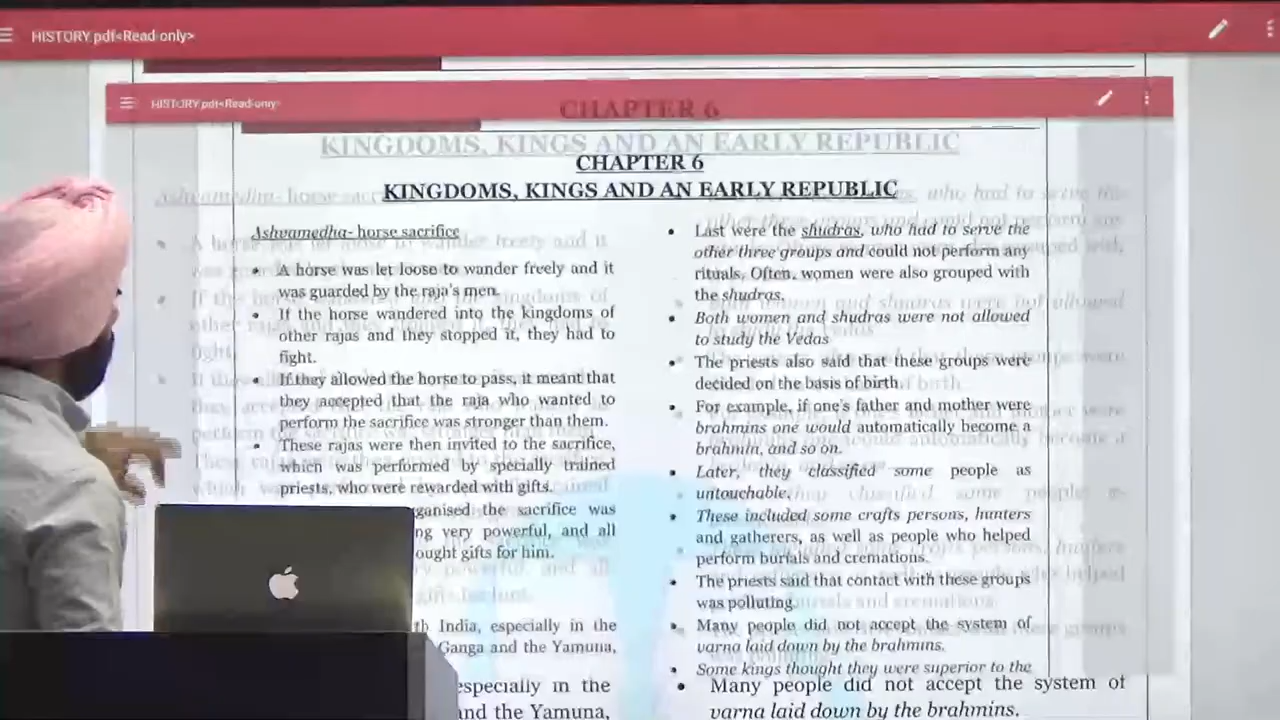 HISTORY.pdf<Read-only>
HISTORY.pdf<Read-only>
CHAPTER 6
KINGDOOMS, KINGS AND AN EARLY REPUBLIC
CHAPTER 6
KINGDOOMS, KINGS AND AN EARLY REPUBLIC
Ashvamedha- horse sacrifice
• A horse was let loose to wander freely and it
was guarded by the raja's men.
• If the horse wandered into the kingdoms of
other rajas and they stopped it, they had to
fight.
• If they allowed the horse to pass, it meant that
they accepted that the raja who wanted to
perform the sacrifice was stronger than them.
• These rajas were then invited to the sacrifice,
which was performed by specially trained
priests, who were rewarded with gifts.
ganised the sacrifice was
ng very powerful, and all
ought gifts for him.
th India, especially in the
Ganga and the Yamuna,
especially in the
and the Yamuna,
• Last were the shudras, who had to serve the
other three groups and could not perform any
rituals. Often, women were also grouped with
the shudras.
• Both women and shudras were not allowed
to study the Vedas
• The priests also said that these groups were
decided on the basis of birth.
• For example, if one's father and mother were
brahmins one would automatically become a
brahmin, and so on.
• Later, they classified some people as
untouchable.
• These included some crafts persons, hunters
and gatherers, as well as people who helped
perform burials and cremations.
• The priests said that contact with these groups
was polluting.
• Many people did not accept the system of
varna laid down by the brahmins.
• Some kings thought they were superior to the
• Many people did not accept the system of
varna laid down by the brahmins.